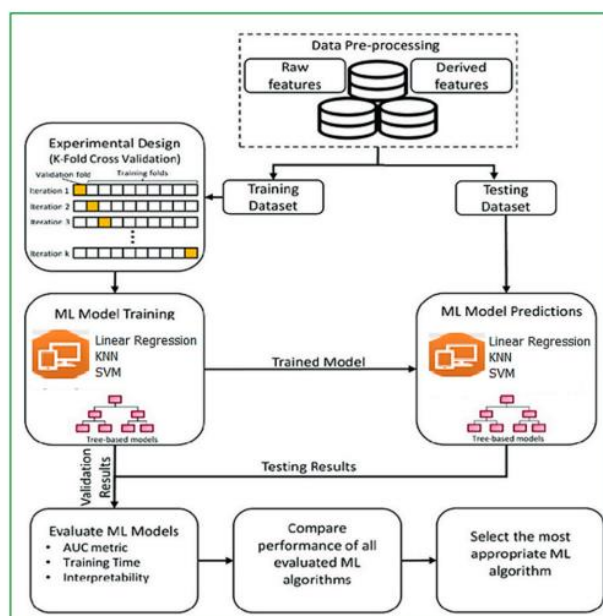 Data Pre-processing
Raw
features
Derived
features
Experimental Design
(K-Fold Cross Validation)
Validation fold
Training folds
Iteration 1
Iteration 2
Iteration 3
Iteration k
Training
Dataset
Testing
Dataset
ML Model Training
Linear Regression
KNN
SVM
Tree-based models
Trained Model
ML Model Predictions
Linear Regression
KNN
SVM
Tree-based models
Validation
Results
Testing Results
Evaluate ML Models
• AUC metric
• Training Time
• Interpretability
Compare
performance of all
evaluated ML
algorithms
Select the most
appropriate ML
algorithm